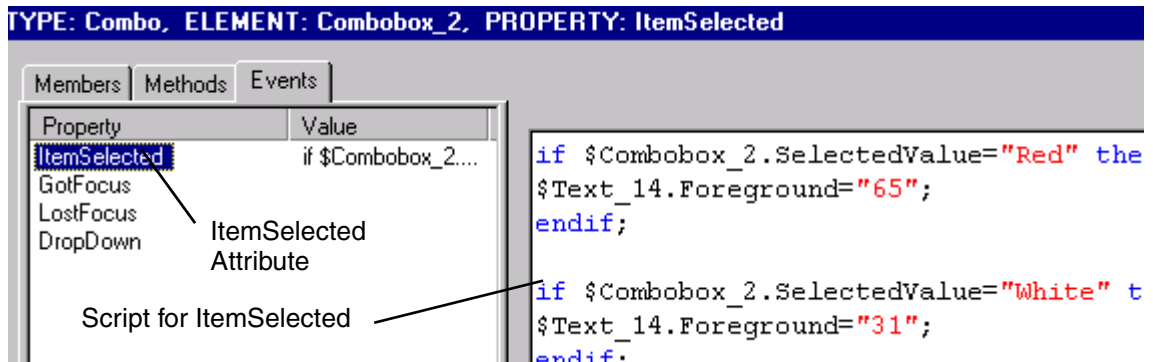 TYPE: Combo, ELEMENT: Combobox_2, PROPERTY: ItemSelected
Members Methods Events
Property Value
ItemSelected if $Combobox_2....
GotFocus
LostFocus
DropDown
ItemSelected
Attribute
Script for ItemSelected
if $Combobox_2.SelectedValue="Red" the
$Text_14.Foreground="65";
endif;
if $Combobox_2.SelectedValue="White" t
$Text_14.Foreground="31";
endif;